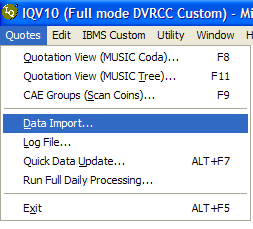 IQV10 (Full mode DVRCC Custom) - Mi
Quotes Edit IBMS Custom Utility Window H
Quotation View (MUSIC Coda)... F8
Quotation View (MUSIC Tree)... F11
CAE Groups (Scan Coins)... F9
Data Import...
Log File...
Quick Data Update... ALT+F7
Run Full Daily Processing...
Exit ALT+F5